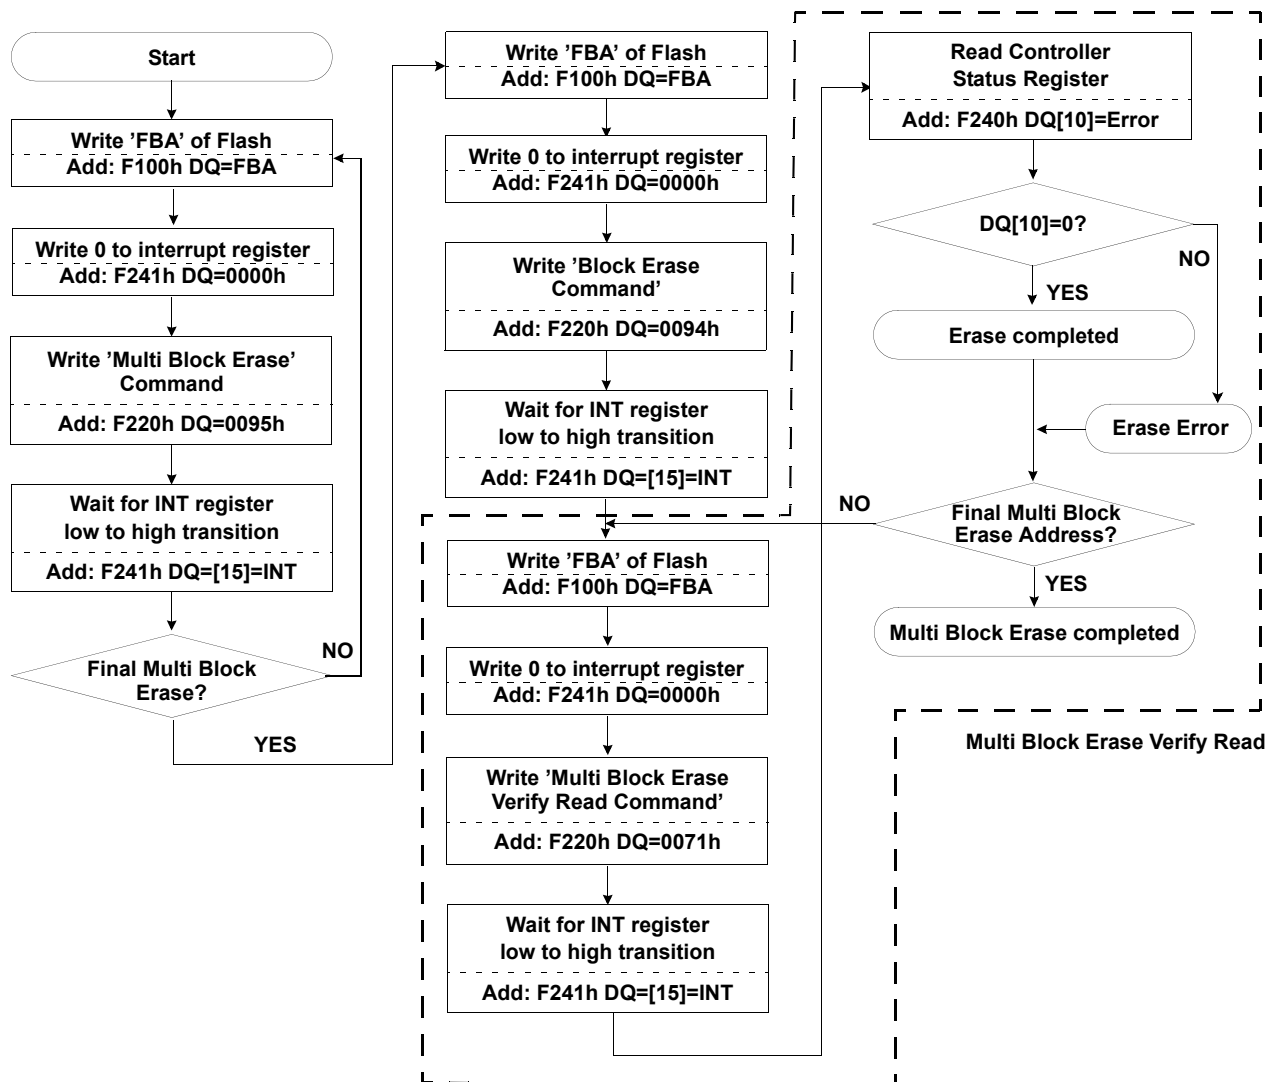 Start
Write ’FBA’ of Flash
Add: F100h DQ=FBA
Write 0 to interrupt register
Add: F241h DQ=0000h
Write ’Multi Block Erase’
Command
Add: F220h DQ=0095h
Wait for INT register
low to high transition
Add: F241h DQ=[15]=INT
Final Multi Block
Erase?
NO
YES
Write ’FBA’ of Flash
Add: F100h DQ=FBA
Write 0 to interrupt register
Add: F241h DQ=0000h
Write ’Block Erase
Command’
Add: F220h DQ=0094h
Wait for INT register
low to high transition
Add: F241h DQ=[15]=INT
Write ’FBA’ of Flash
Add: F100h DQ=FBA
Write 0 to interrupt register
Add: F241h DQ=0000h
Write ’Multi Block Erase
Verify Read Command’
Add: F220h DQ=0071h
Wait for INT register
low to high transition
Add: F241h DQ=[15]=INT
Read Controller
Status Register
Add: F240h DQ[10]=Error
DQ[10]=0?
NO
YES
Erase completed
Erase Error
Final Multi Block
Erase Address?
NO
YES
Multi Block Erase completed
Multi Block Erase Verify Read